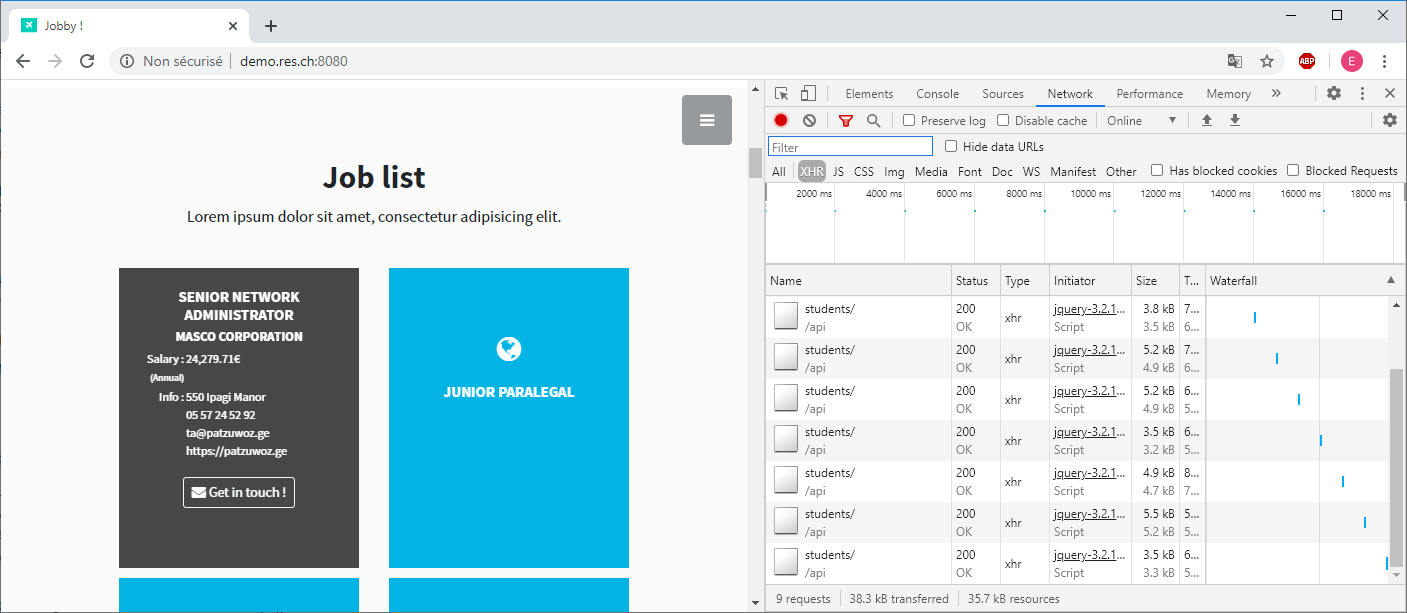 Jobby !
Non sécurisé
demo.res.ch:8080
ABP
E
Job list
Lorem ipsum dolor sit amet, consectetur adipisicing elit.
SENIOR NETWORK
ADMINISTRATOR
MASCO CORPORATION
Salary : 24,279.71€
(Annual)
Info : 550 Ipagi Manor
05 57 24 52 92
ta@patzuwoz.ge
https://patzuwoz.ge
Get in touch !
JUNIOR PARALEGAL
Elements Console Sources Network Performance Memory »
Preserve log Disable cache Online
Filter Hide data URLs
All XHR JS CSS Img Media Font Doc WS Manifest Other Has blocked cookies Blocked Requests
2000 ms 4000 ms 6000 ms 8000 ms 10000 ms 12000 ms 14000 ms 16000 ms 18000 ms
Name Status Type Initiator Size T... Waterfall
students/ 200 xhr jquery-3.2.1... 3.8 kB 7...
/api OK Script 3.5 kB 6...
students/ 200 xhr jquery-3.2.1... 5.2 kB 7...
/api OK Script 4.9 kB 6...
students/ 200 xhr jquery-3.2.1... 5.2 kB 6...
/api OK Script 4.9 kB 5...
students/ 200 xhr jquery-3.2.1... 3.5 kB 6...
/api OK Script 3.2 kB 5...
students/ 200 xhr jquery-3.2.1... 4.9 kB 8...
/api OK Script 4.7 kB 7...
students/ 200 xhr jquery-3.2.1... 5.5 kB 5...
/api OK Script 5.2 kB 5...
students/ 200 xhr jquery-3.2.1... 3.5 kB 6...
/api OK Script 3.3 kB 5...
9 requests 38.3 kB transferred 35.7 kB resources